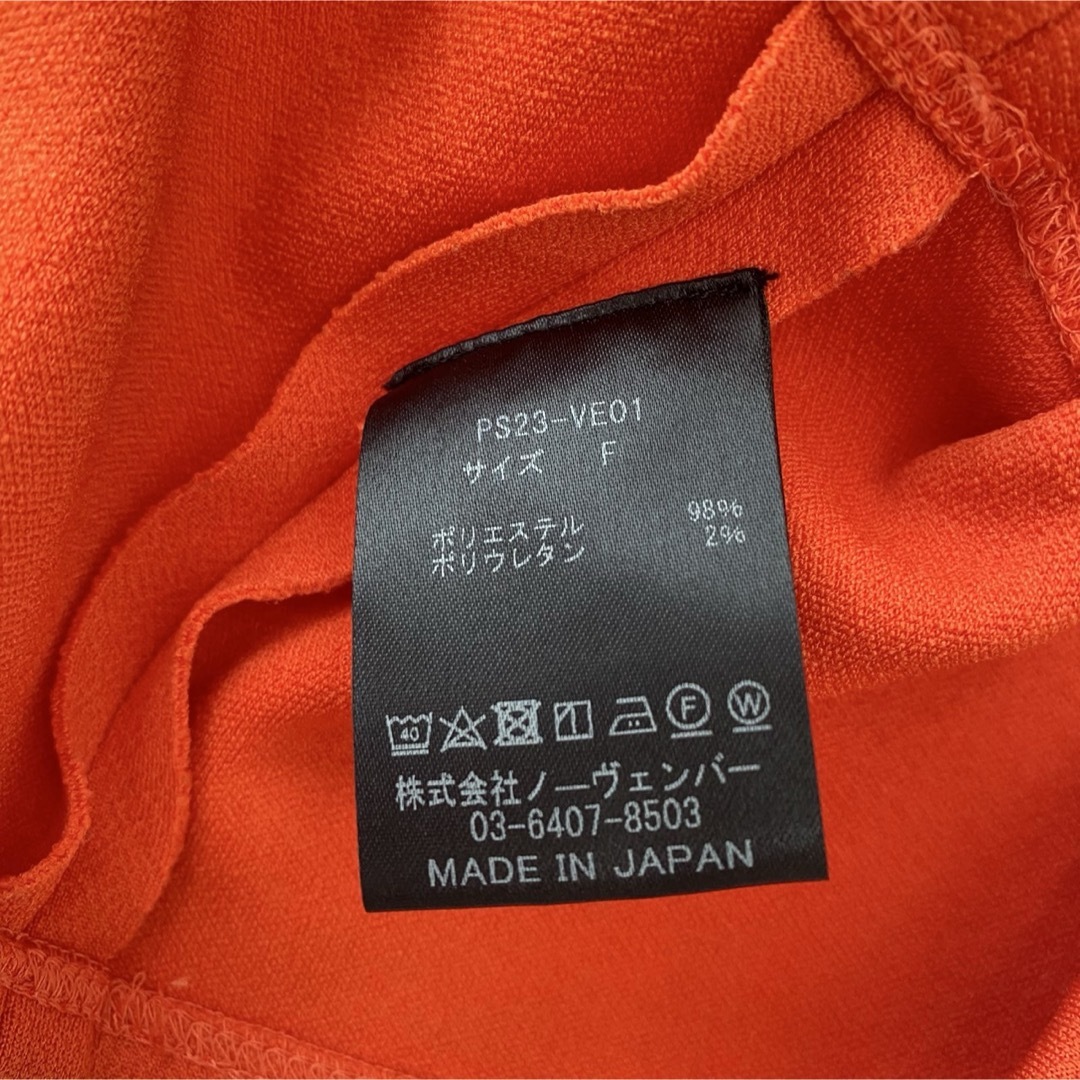 PS23-VE01
サイズ F
ポリエステル 98%
ポリウレタン 2%
40 F W
株式会社ノーヴェンバー
03-6407-8503
MADE IN JAPAN